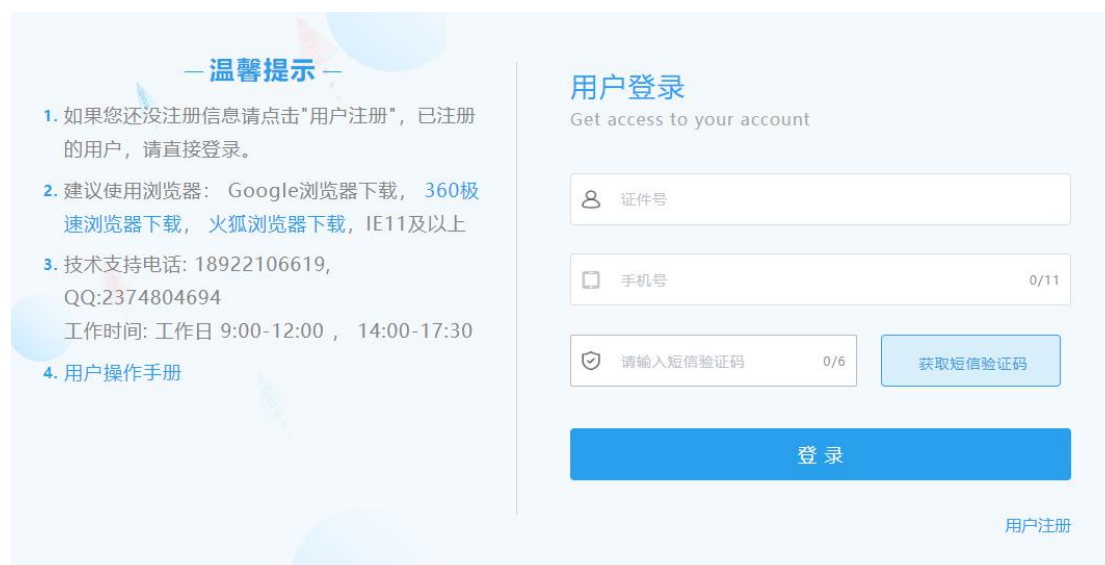 — 温馨提示 —
1. 如果您还没注册信息请点击"用户注册"，已注册
的用户，请直接登录。
2. 建议使用浏览器： Google浏览器下载， 360极
速浏览器下载， 火狐浏览器下载，IE11及以上
3. 技术支持电话: 18922106619,
QQ:2374804694
工作时间: 工作日 9:00-12:00 ， 14:00-17:30
4. 用户操作手册
用户登录
Get access to your account
证件号
手机号 0/11
请输入短信验证码 0/6 获取短信验证码
登 录
用户注册